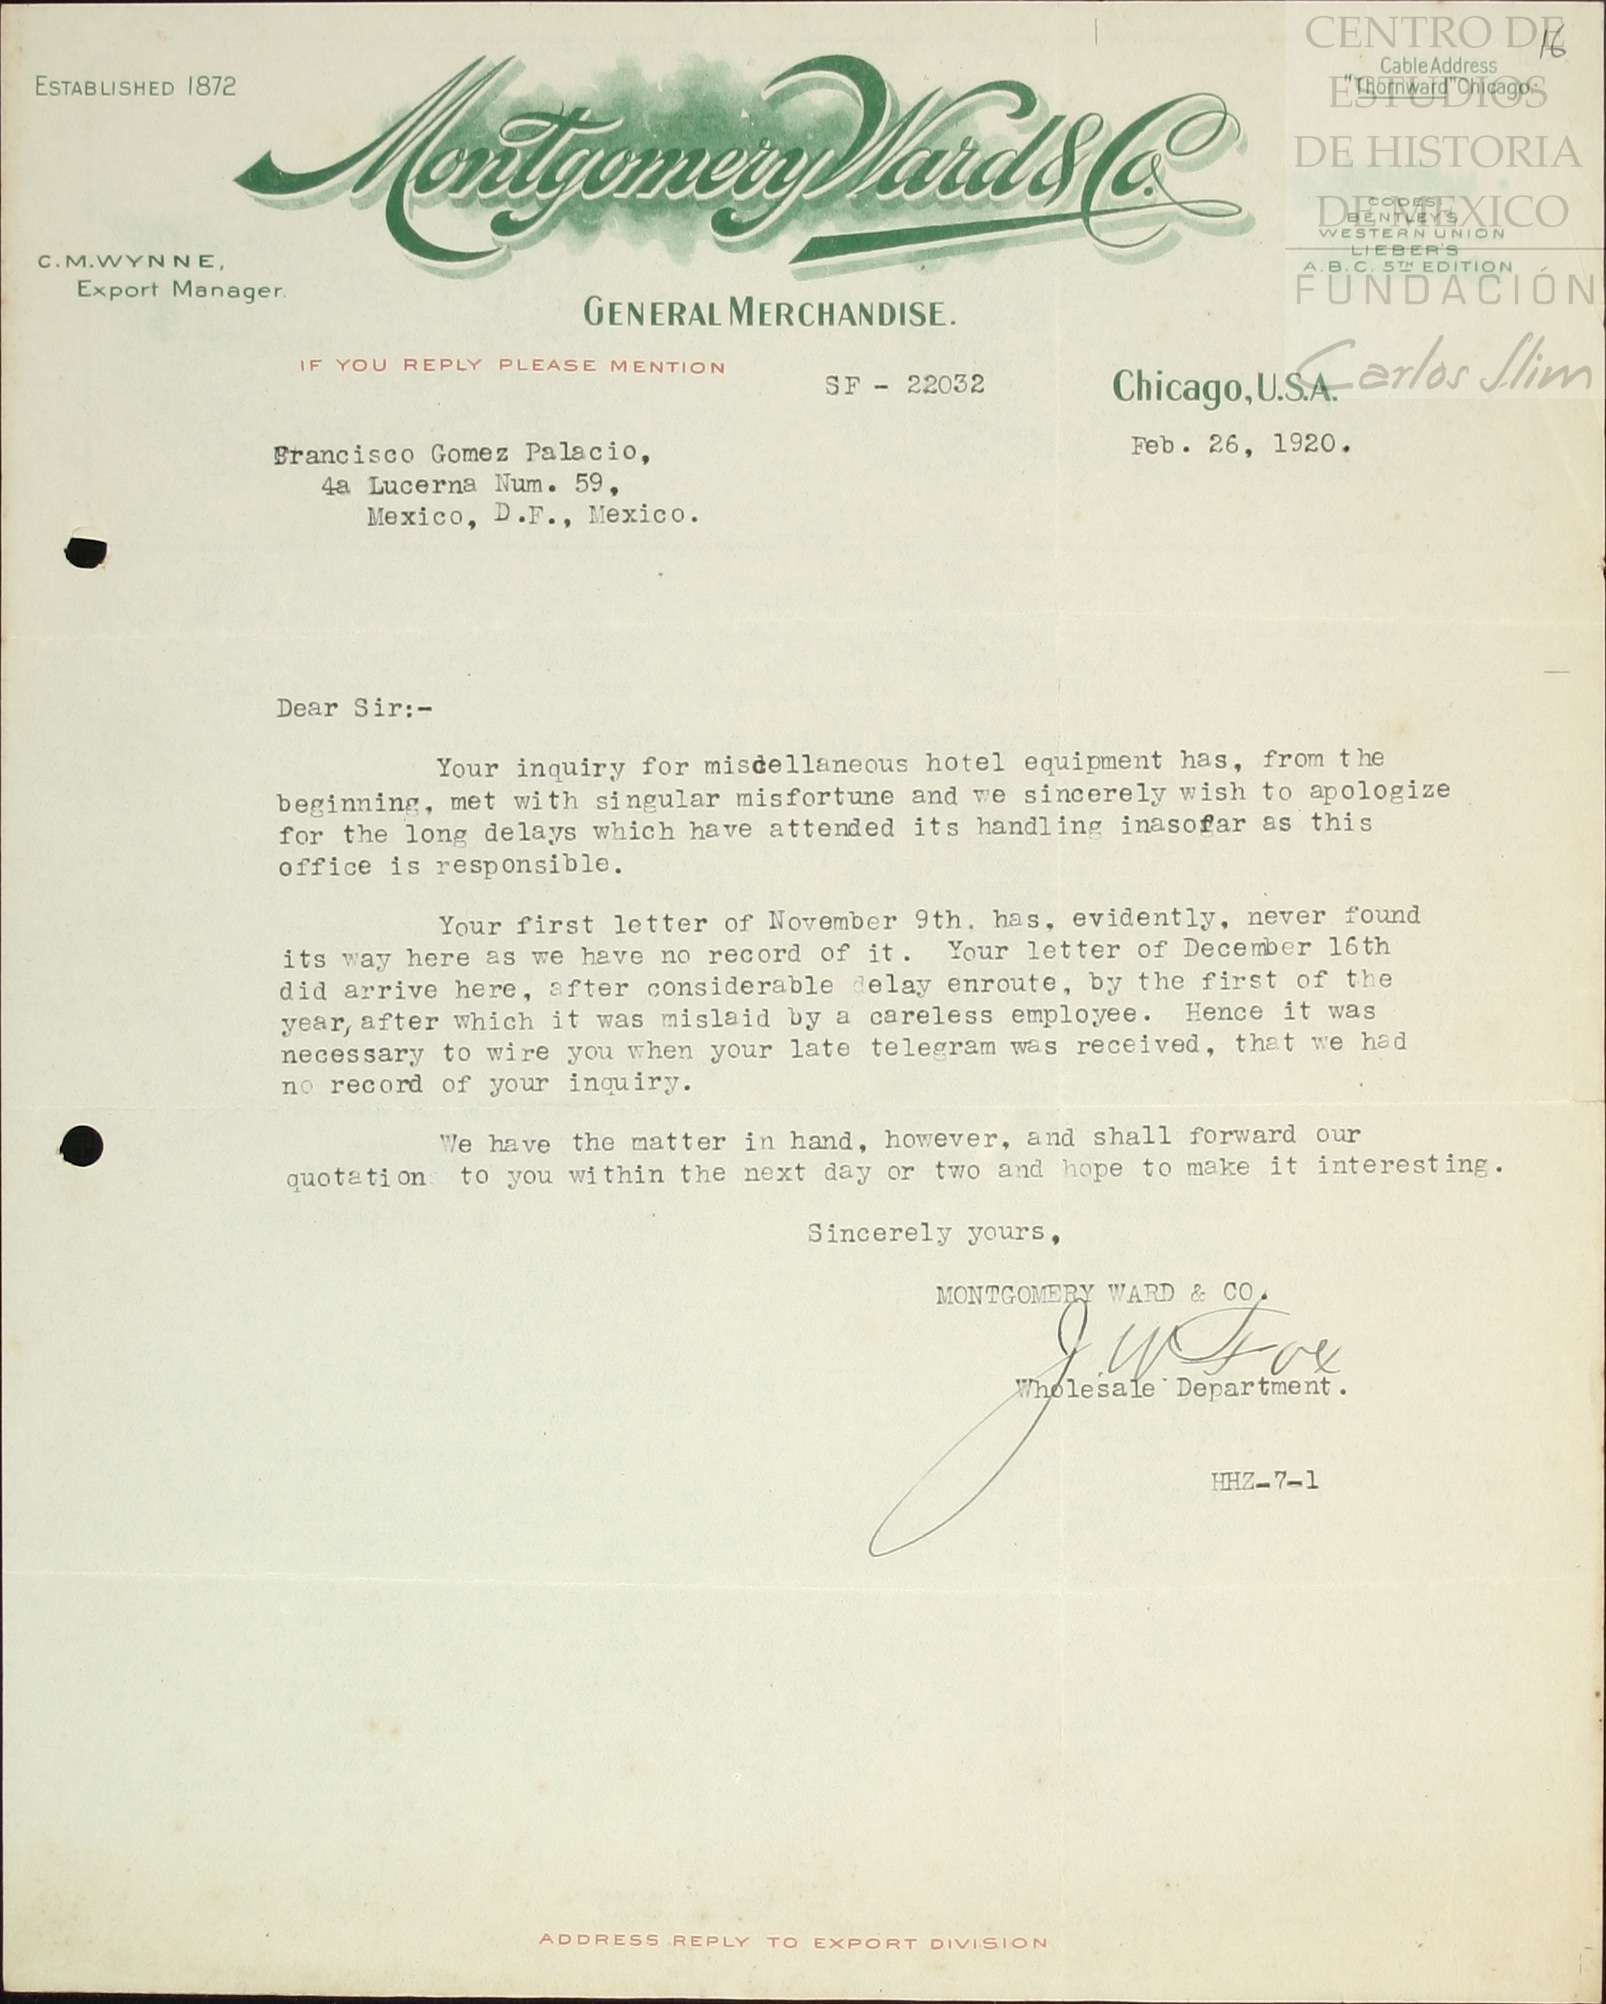 CENTRO DE
ESTUDIOS
DE HISTORIA
DE MEXICO
FUNDACIÓN
Carlos Slim
16
ESTABLISHED 1872
Cable Address
"Thornward" Chicago.
Montgomery Ward & Co.
CODES:
BENTLEY'S
WESTERN UNION
LIEBER'S
A.B.C. 5TH EDITION
C.M.WYNNE,
Export Manager.
GENERAL MERCHANDISE.
IF YOU REPLY PLEASE MENTION
SF - 22032
Chicago, U.S.A.
Feb. 26, 1920.
Francisco Gomez Palacio,
4a Lucerna Num. 59,
Mexico, D.F., Mexico.
Dear Sir:-
Your inquiry for miscellaneous hotel equipment has, from the
beginning, met with singular misfortune and we sincerely wish to apologize
for the long delays which have attended its handling inasofar as this
office is responsible.
Your first letter of November 9th. has, evidently, never found
its way here as we have no record of it. Your letter of December 16th
did arrive here, after considerable delay enroute, by the first of the
year, after which it was mislaid by a careless employee. Hence it was
necessary to wire you when your late telegram was received, that we had
no record of your inquiry.
We have the matter in hand, however, and shall forward our
quotations to you within the next day or two and hope to make it interesting.
Sincerely yours,
MONTGOMERY WARD & CO.
J. W. Fox
Wholesale Department.
HHZ-7-1
ADDRESS REPLY TO EXPORT DIVISION